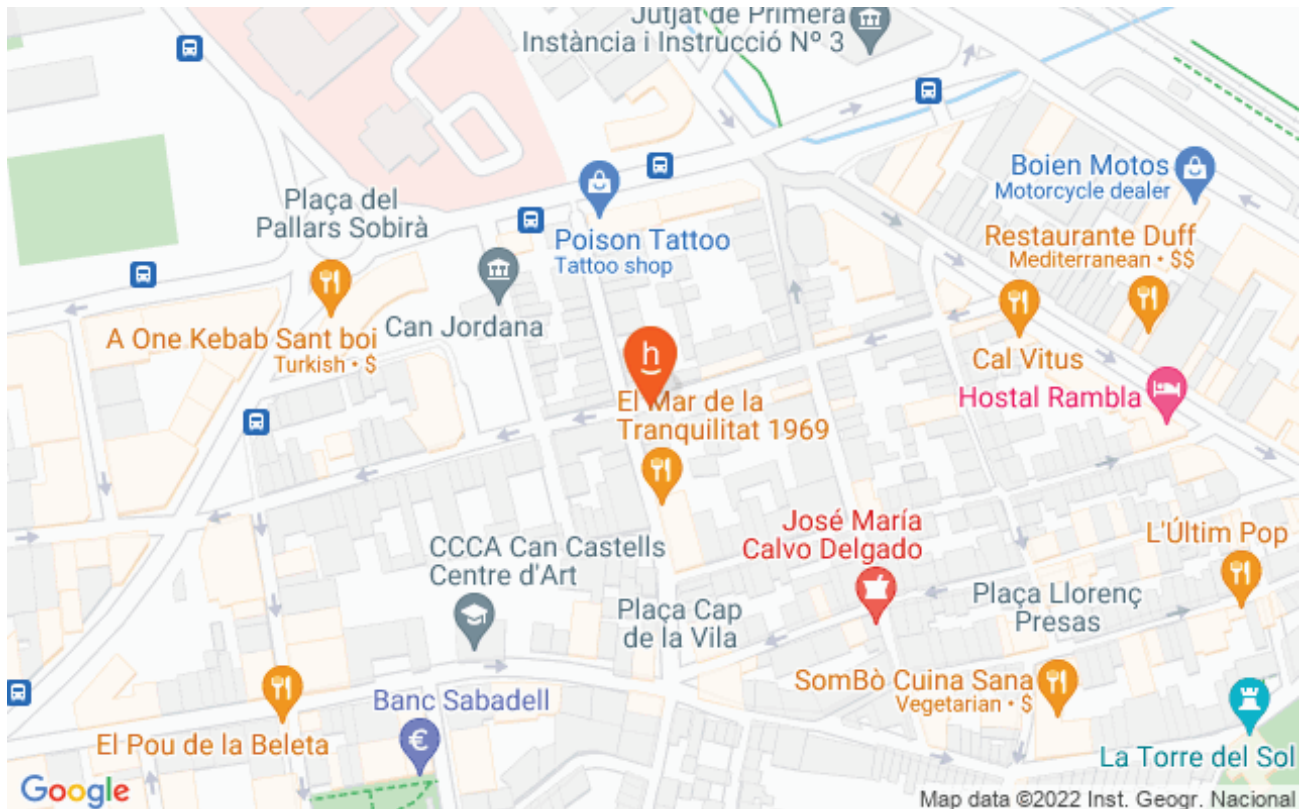 Jutjat de Primera
Instància i Instrucció Nº 3
Boien Motos
Motorcycle dealer
Plaça del
Pallars Sobirà
Poison Tattoo
Tattoo shop
Restaurante Duff
Mediterranean • $$
A One Kebab Sant boi
Turkish • $
Can Jordana
h
Cal Vitus
El Mar de la
Tranquilitat 1969
Hostal Rambla
José María
Calvo Delgado
L'Últim Pop
CCCA Can Castells
Centre d'Art
Plaça Cap
de la Vila
Plaça Llorenç
Presas
SomBò Cuina Sana
Vegetarian • $
Banc Sabadell
€
El Pou de la Beleta
La Torre del Sol
Google
Map data ©2022 Inst. Geogr. Nacional